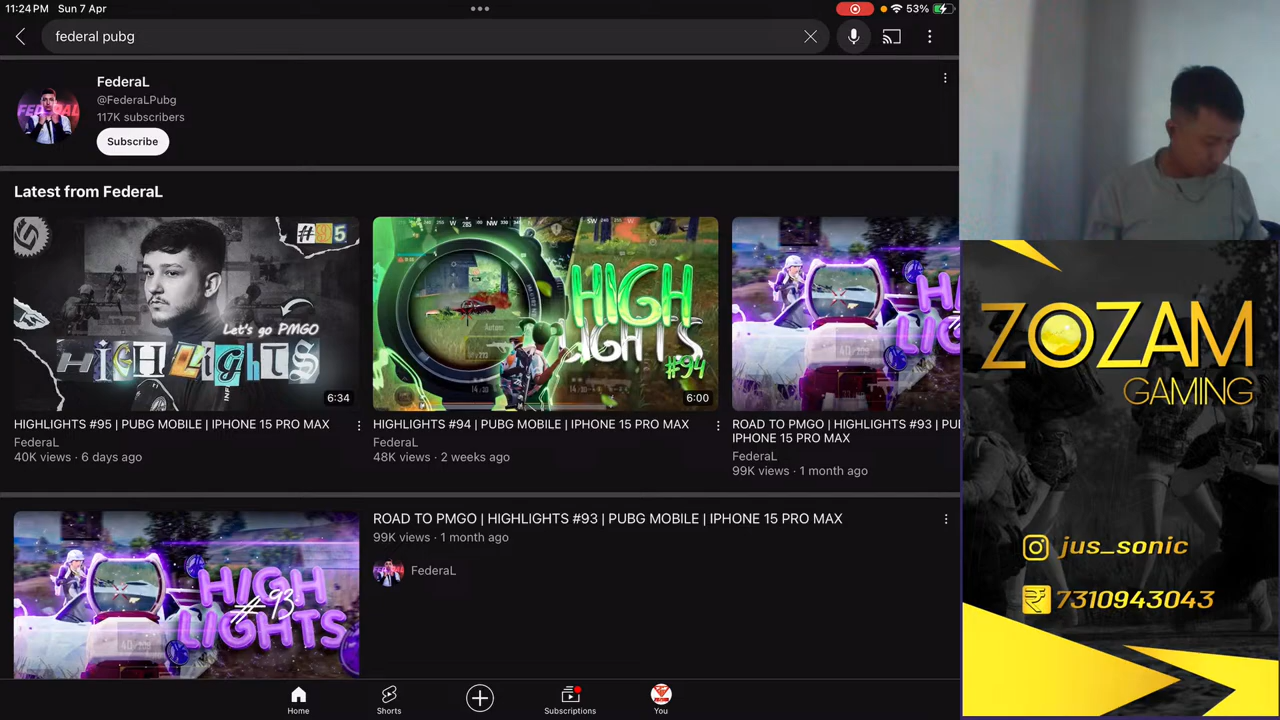 11:24 PM Sun 7 Apr
53%
federal pubg
FEDERAL
FederaL
@FederaLPubg
117K subscribers
Subscribe
Latest from FederaL
#95
Let's go PMGO
HIGHLIGHTS
6:34
HIGHLIGHTS #95 | PUBG MOBILE | IPHONE 15 PRO MAX
FederaL
40K views · 6 days ago
HIGH
LIGHTS
#94
6:00
HIGHLIGHTS #94 | PUBG MOBILE | IPHONE 15 PRO MAX
FederaL
48K views · 2 weeks ago
ROAD TO PMGO | HIGHLIGHTS #93 | PU
MOBILE | IPHONE 15 PRO MAX
FederaL
99K views · 1 month ago
HIGH
#93
LIGHTS
ROAD TO PMGO | HIGHLIGHTS #93 | PUBG MOBILE | IPHONE 15 PRO MAX
99K views · 1 month ago
FederaL
Home
Shorts
Subscriptions
You
ZOZAM
GAMING
jus_sonic
₹ 7310943043